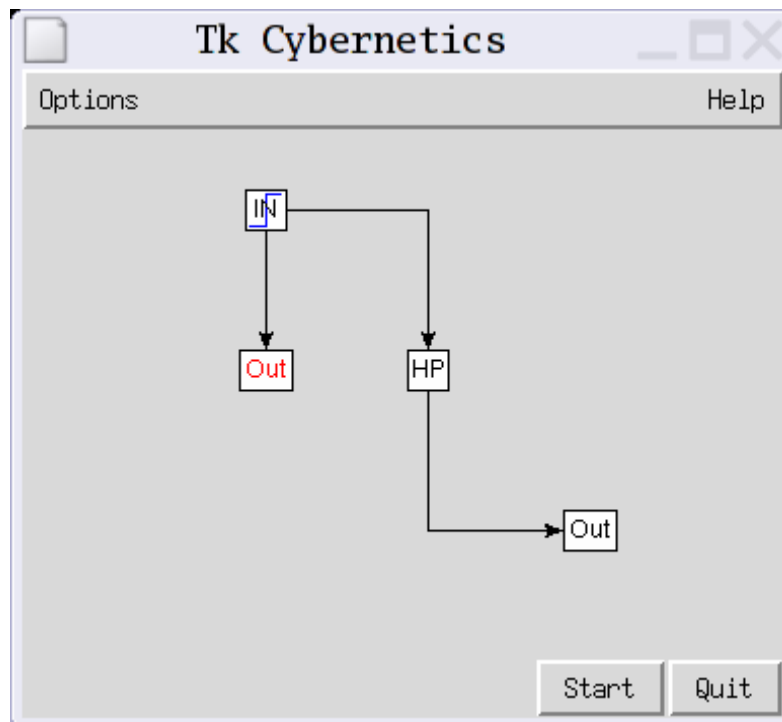 Tk Cybernetics
Options Help
IN
Out HP
Out
Start Quit